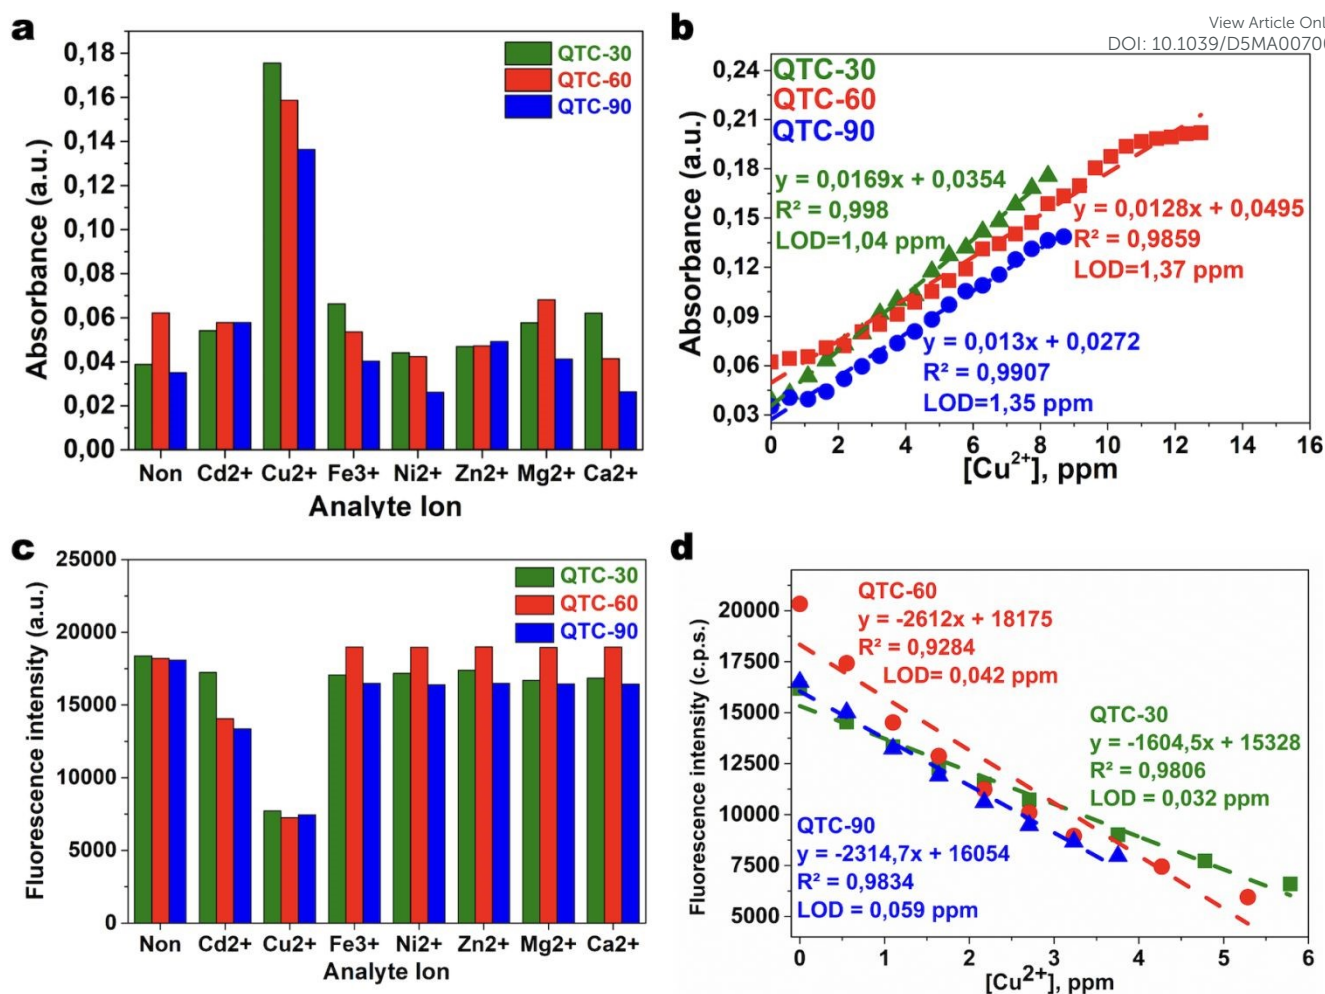 View Article Onl
DOI: 10.1039/D5MA00700
a
QTC-30
QTC-60
QTC-90
0,18
0,16
0,14
0,12
0,10
0,08
0,06
0,04
0,02
0,00
Absorbance (a.u.)
Non Cd2+ Cu2+ Fe3+ Ni2+ Zn2+ Mg2+ Ca2+
Analyte Ion
b
QTC-30
QTC-60
QTC-90
0,24
0,21
0,18
0,15
0,12
0,09
0,06
0,03
Absorbance (a.u.)
y = 0,0169x + 0,0354
R² = 0,998
LOD=1,04 ppm
y = 0,0128x + 0,0495
R² = 0,9859
LOD=1,37 ppm
y = 0,013x + 0,0272
R² = 0,9907
LOD=1,35 ppm
0 2 4 6 8 10 12 14 16
[Cu²⁺], ppm
c
QTC-30
QTC-60
QTC-90
25000
20000
15000
10000
5000
0
Fluorescence intensity (a.u.)
Non Cd2+ Cu2+ Fe3+ Ni2+ Zn2+ Mg2+ Ca2+
Analyte Ion
d
20000
17500
15000
12500
10000
7500
5000
Fluorescence intensity (c.p.s.)
QTC-60
y = -2612x + 18175
R² = 0,9284
LOD= 0,042 ppm
QTC-30
y = -1604,5x + 15328
R² = 0,9806
LOD = 0,032 ppm
QTC-90
y = -2314,7x + 16054
R² = 0,9834
LOD = 0,059 ppm
0 1 2 3 4 5 6
[Cu²⁺], ppm